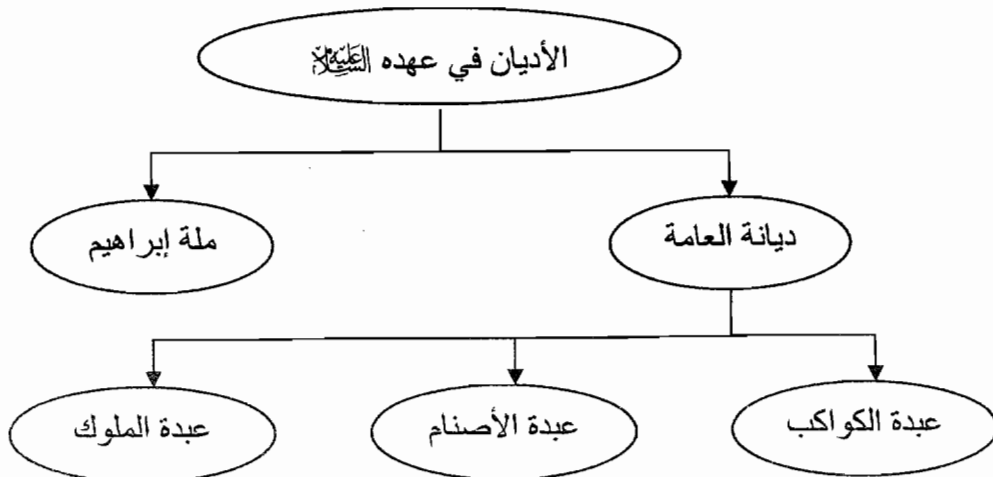 الأديان في عهده عليه السلام
ديانة العامة
ملة إبراهيم
عبدة الكواكب
عبدة الأصنام
عبدة الملوك